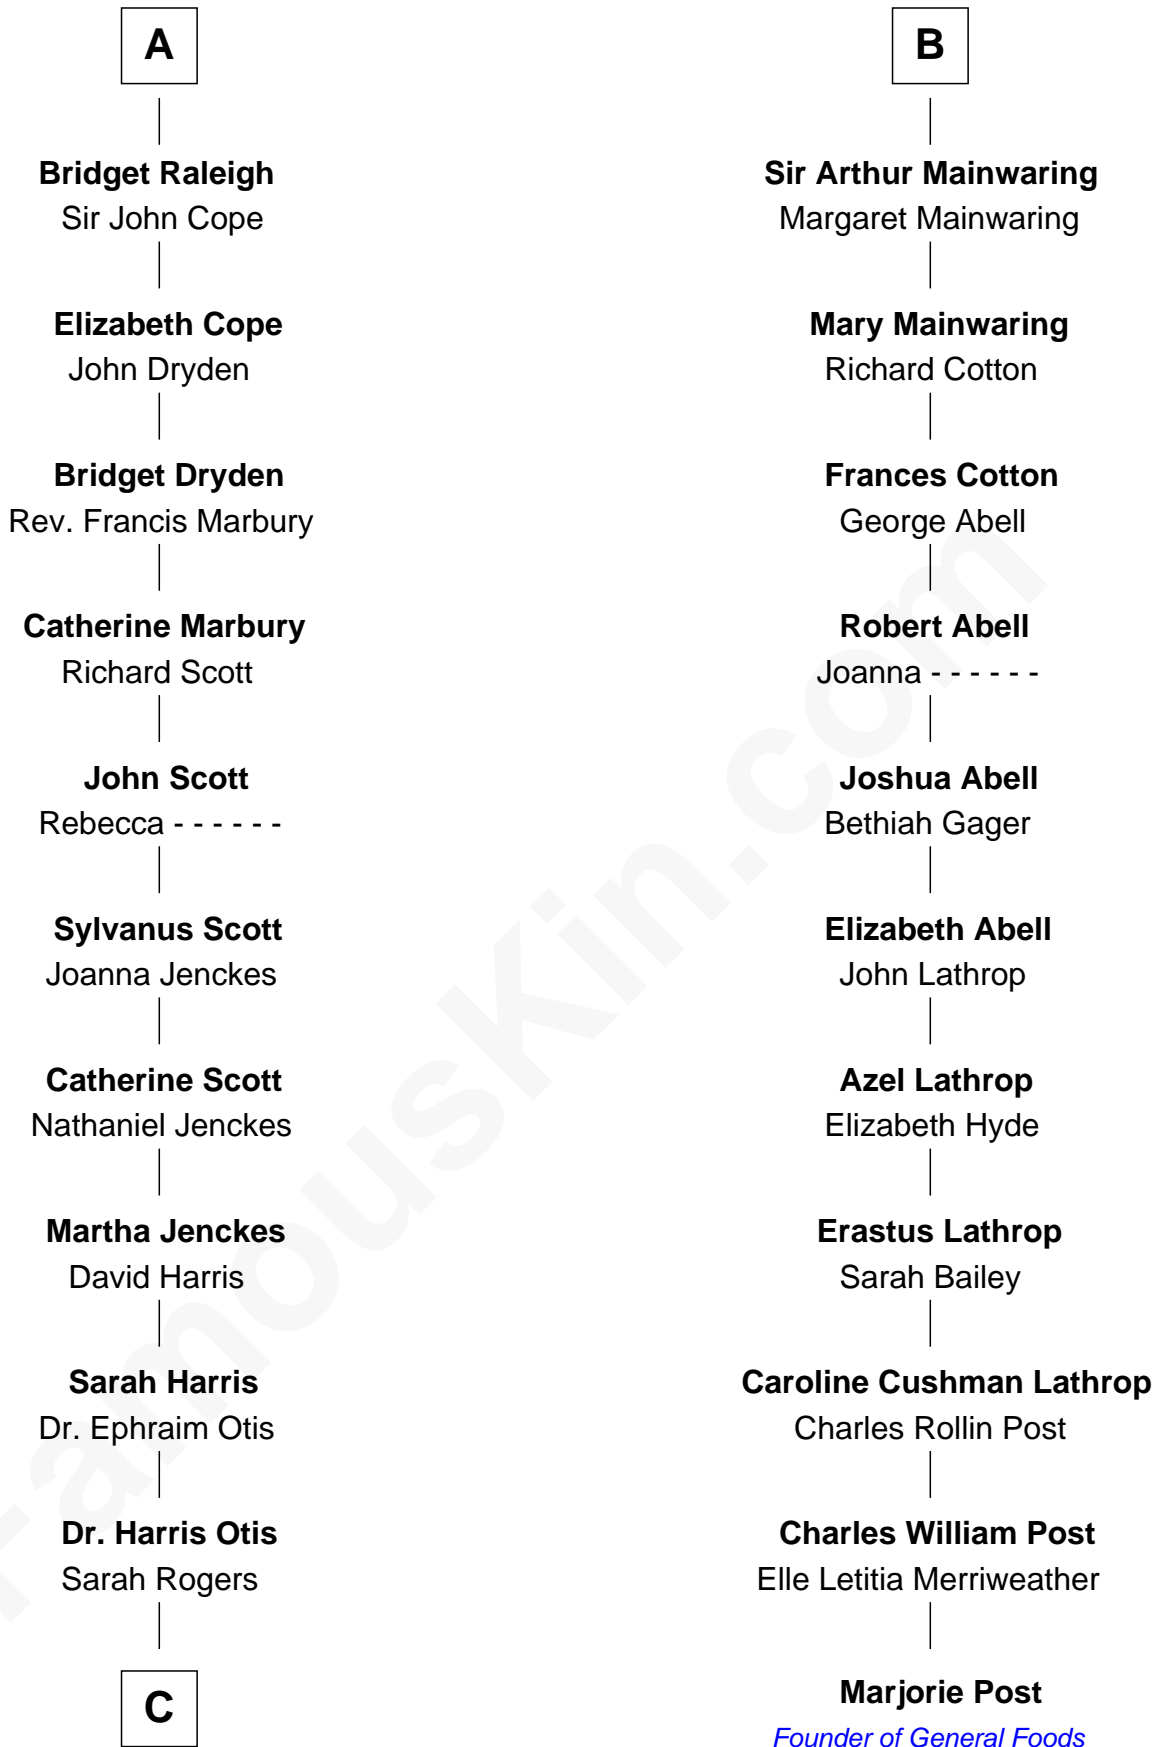 A
Bridget Raleigh
Sir John Cope
Elizabeth Cope
John Dryden
Bridget Dryden
Rev. Francis Marbury
Catherine Marbury
Richard Scott
John Scott
Rebecca - - - - - -
Sylvanus Scott
Joanna Jenckes
Catherine Scott
Nathaniel Jenckes
Martha Jenckes
David Harris
Sarah Harris
Dr. Ephraim Otis
Dr. Harris Otis
Sarah Rogers
C
B
Sir Arthur Mainwaring
Margaret Mainwaring
Mary Mainwaring
Richard Cotton
Frances Cotton
George Abell
Robert Abell
Joanna - - - - - -
Joshua Abell
Bethiah Gager
Elizabeth Abell
John Lathrop
Azel Lathrop
Elizabeth Hyde
Erastus Lathrop
Sarah Bailey
Caroline Cushman Lathrop
Charles Rollin Post
Charles William Post
Elle Letitia Merriweather
Marjorie Post
Founder of General Foods
FamousKin.com